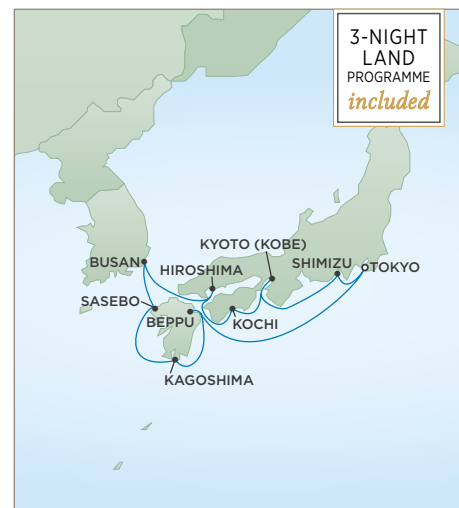 3-NIGHT
LAND
PROGRAMME
included
KYOTO (KOBE)
BUSAN
HIROSHIMA
SHIMIZU
TOKYO
SASEBO
BEPPU
KOCHI
KAGOSHIMA